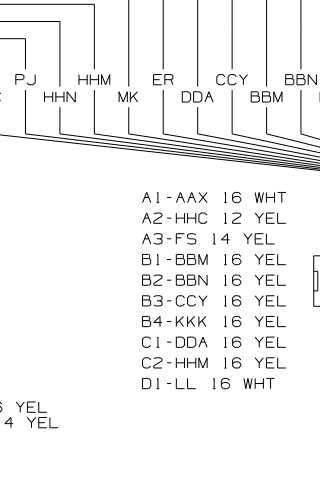 PJ HHM ER CCY BBN
HHN MK DDA BBM
A1-AAX 16 WHT
A2-HHC 12 YEL
A3-FS 14 YEL
B1-BBM 16 YEL
B2-BBN 16 YEL
B3-CCY 16 YEL
B4-KKK 16 YEL
C1-DDA 16 YEL
C2-HHM 16 YEL
D1-LL 16 WHT
6 YEL
4 YEL